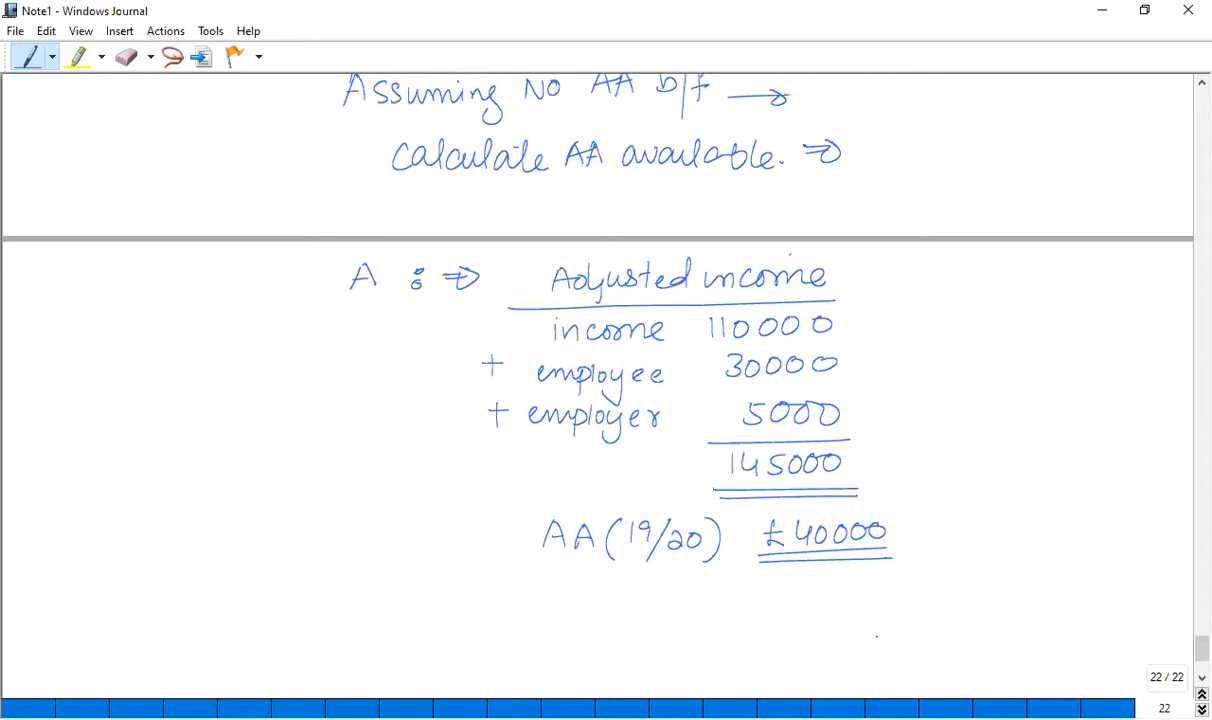 Note1 - Windows Journal
File Edit View Insert Actions Tools Help
Assuming No AA b/f →
calculate AA available. ⇒
A : ⇒ Adjusted income
income 110000
+ employee 30000
+ employer 5000
145000
AA (19/20) £40000
22 / 22
22